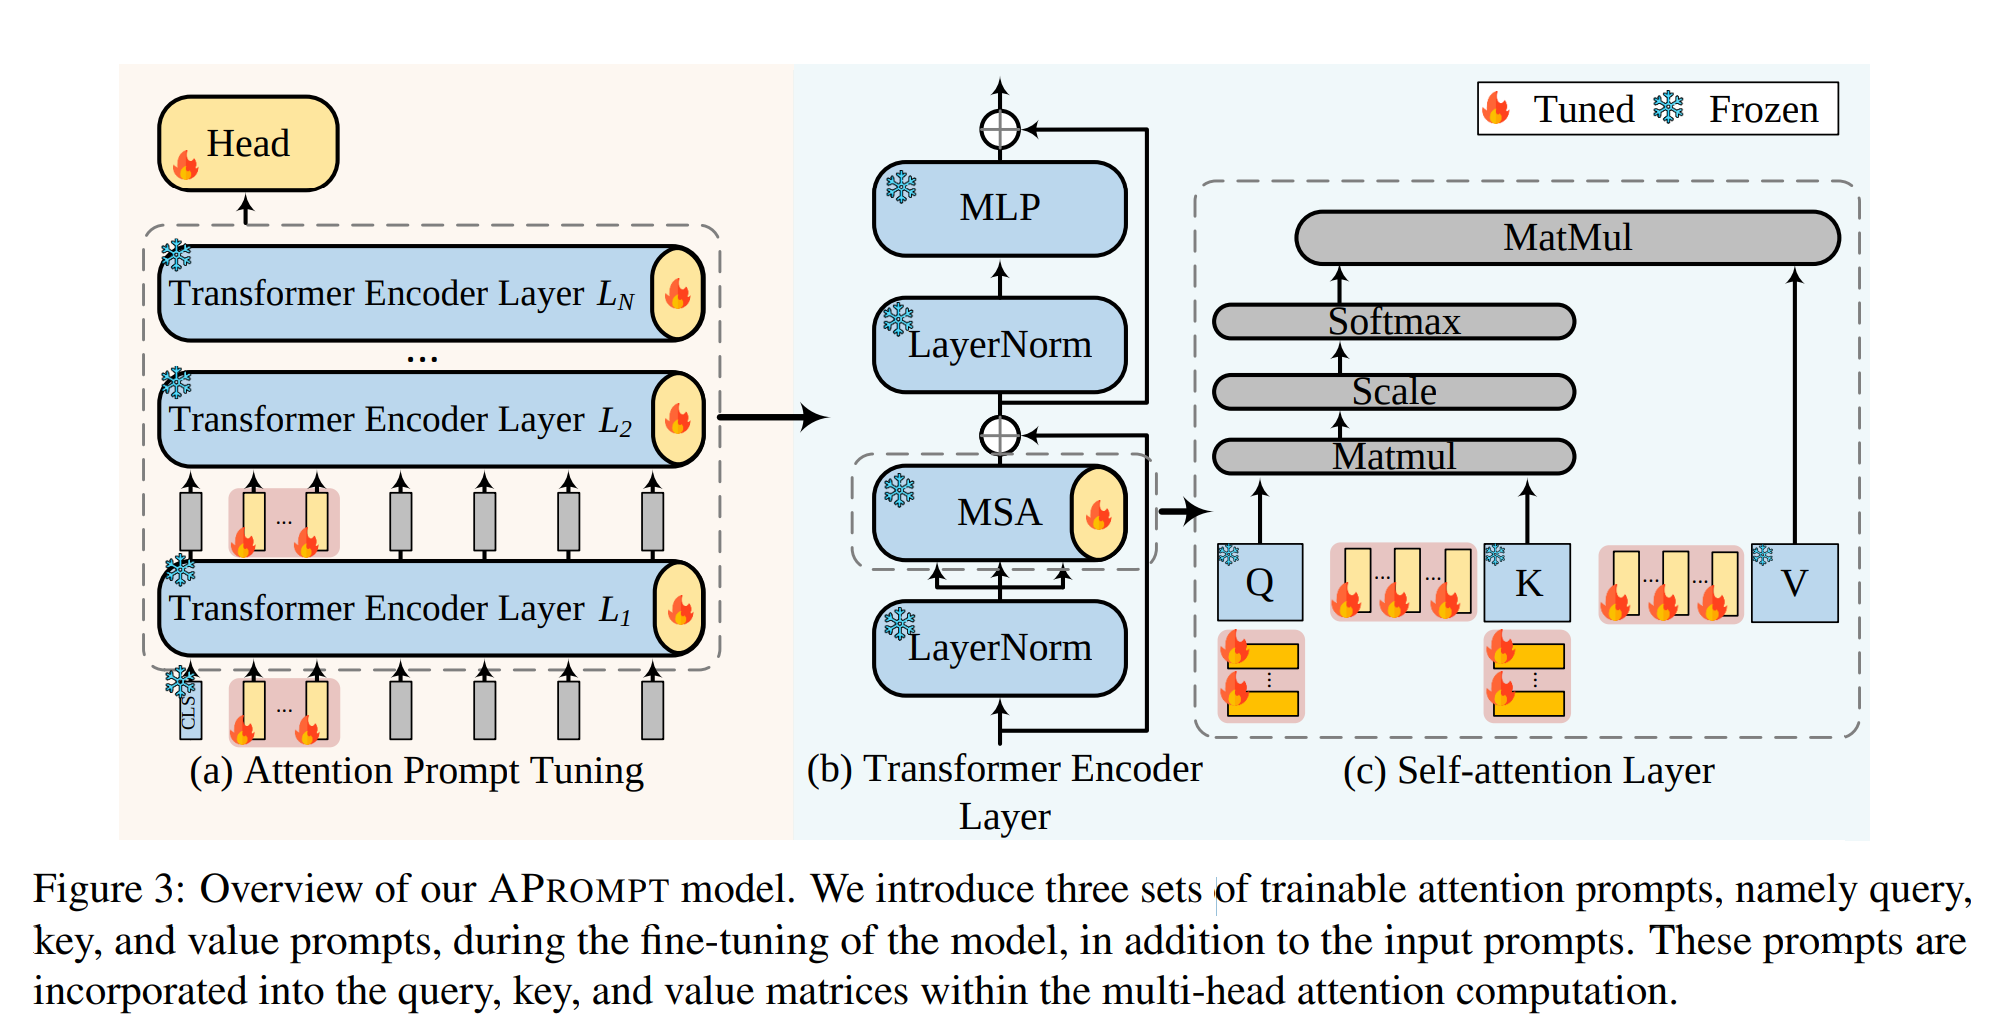 Head
Transformer Encoder Layer L_N
...
Transformer Encoder Layer L_2
...
Transformer Encoder Layer L_1
CLS
...
(a) Attention Prompt Tuning
MLP
LayerNorm
MSA
LayerNorm
(b) Transformer Encoder
Layer
Tuned Frozen
MatMul
Softmax
Scale
Matmul
Q ... ... K ... ... V
... ...
(c) Self-attention Layer
Figure 3: Overview of our APROMPT model. We introduce three sets of trainable attention prompts, namely query,
key, and value prompts, during the fine-tuning of the model, in addition to the input prompts. These prompts are
incorporated into the query, key, and value matrices within the multi-head attention computation.